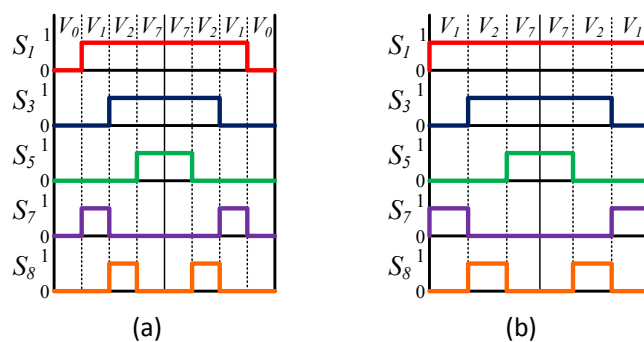 V0 V1 V2 V7 V7 V2 V1 V0
S1 1 0
S3 1 0
S5 1 0
S7 1 0
S8 1 0
(a)
V1 V2 V7 V7 V2 V1
S1 1 0
S3 1 0
S5 1 0
S7 1 0
S8 1 0
(b)